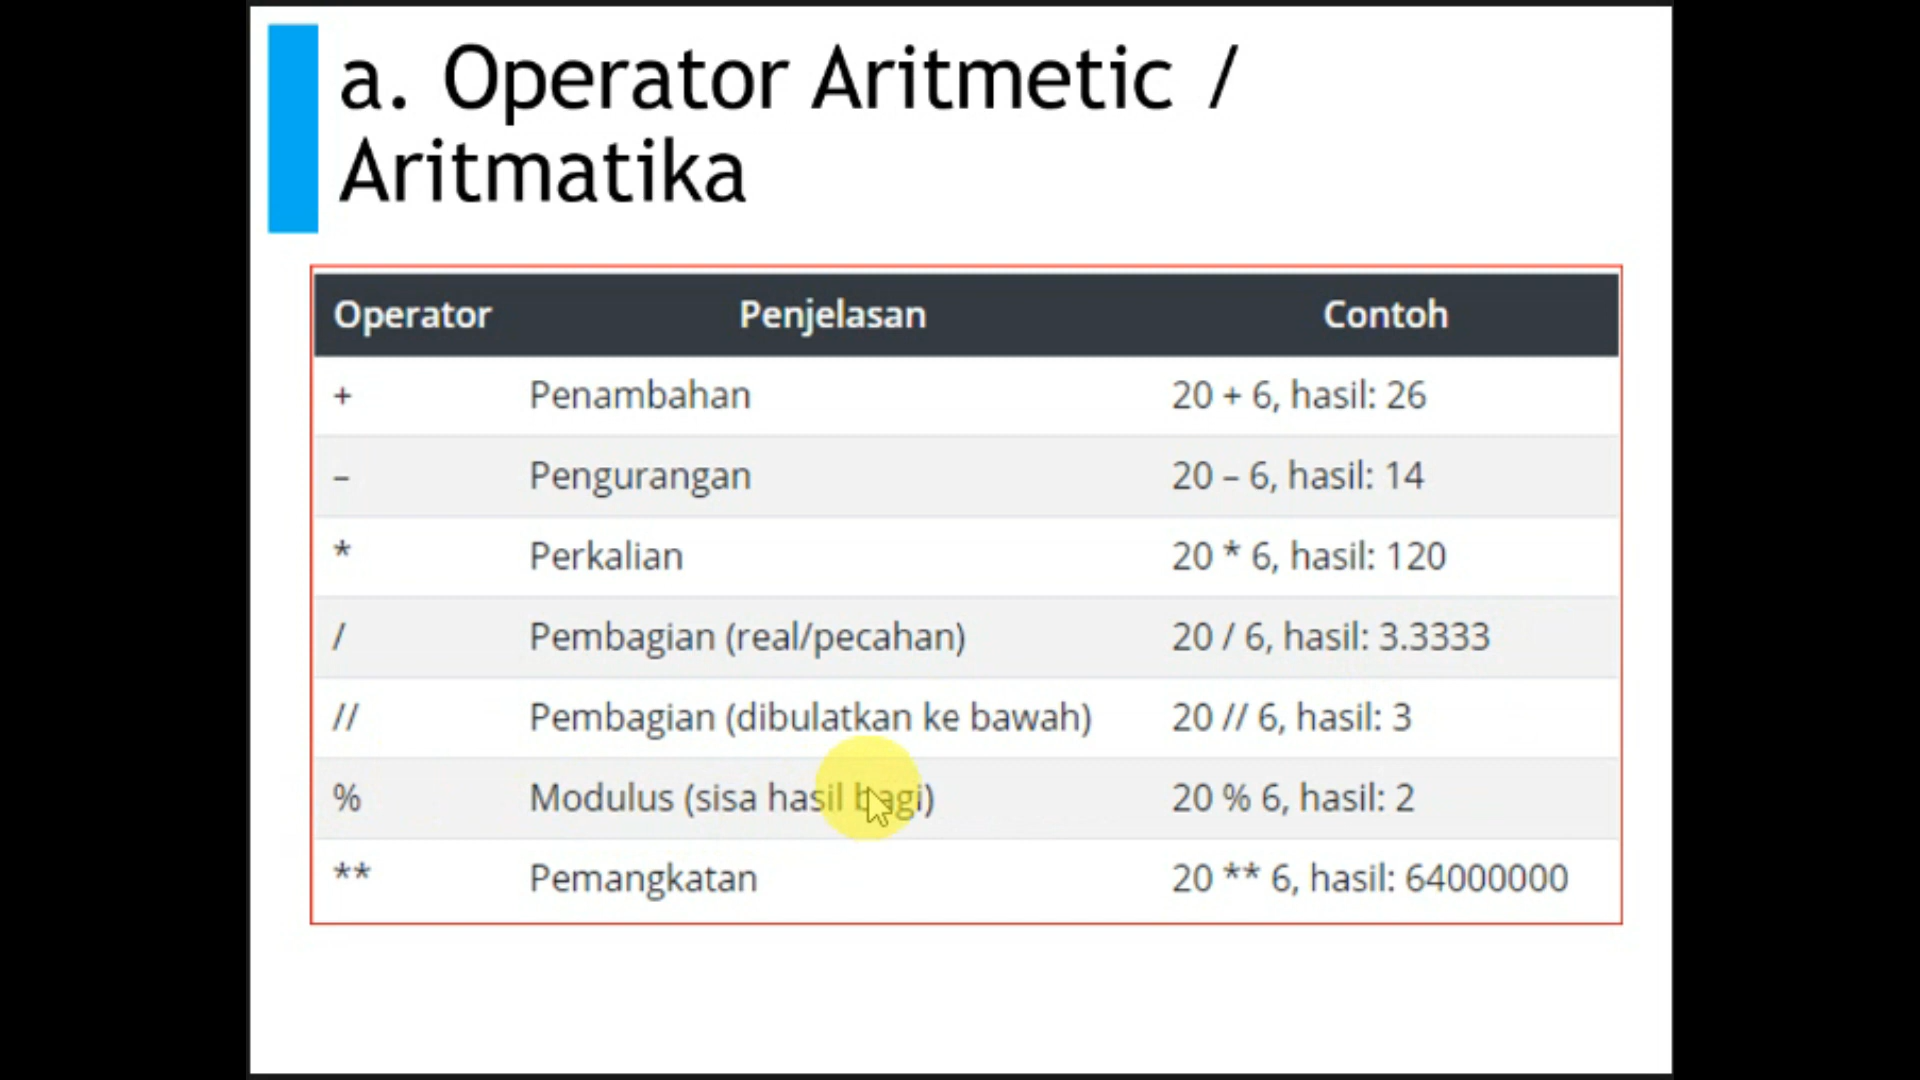 a. Operator Aritmetic /
Aritmatika
Operator Penjelasan Contoh
+ Penambahan 20 + 6, hasil: 26
– Pengurangan 20 – 6, hasil: 14
* Perkalian 20 * 6, hasil: 120
/ Pembagian (real/pecahan) 20 / 6, hasil: 3.3333
// Pembagian (dibulatkan ke bawah) 20 // 6, hasil: 3
% Modulus (sisa hasil bagi) 20 % 6, hasil: 2
** Pemangkatan 20 ** 6, hasil: 64000000